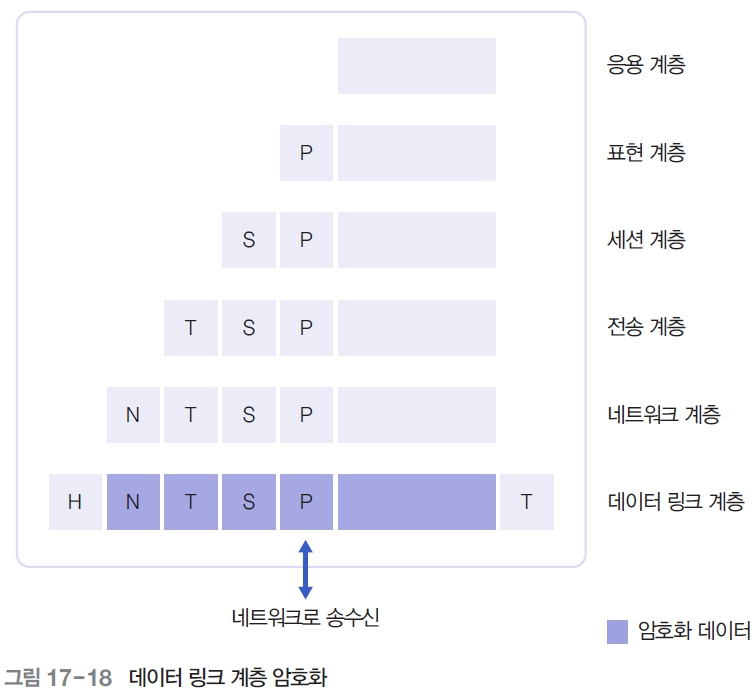 응용 계층
P 표현 계층
S P 세션 계층
T S P 전송 계층
N T S P 네트워크 계층
H N T S P T 데이터 링크 계층
네트워크로 송수신
암호화 데이터
그림 17-18 데이터 링크 계층 암호화